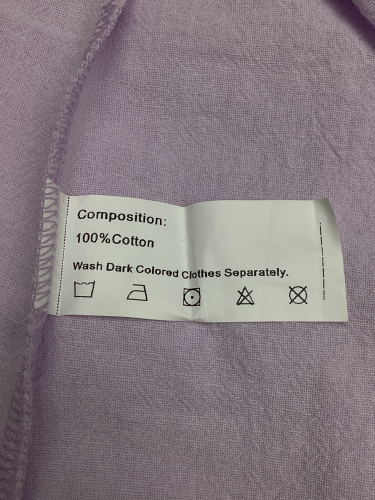 Composition:
100%Cotton
Wash Dark Colored Clothes Separately.